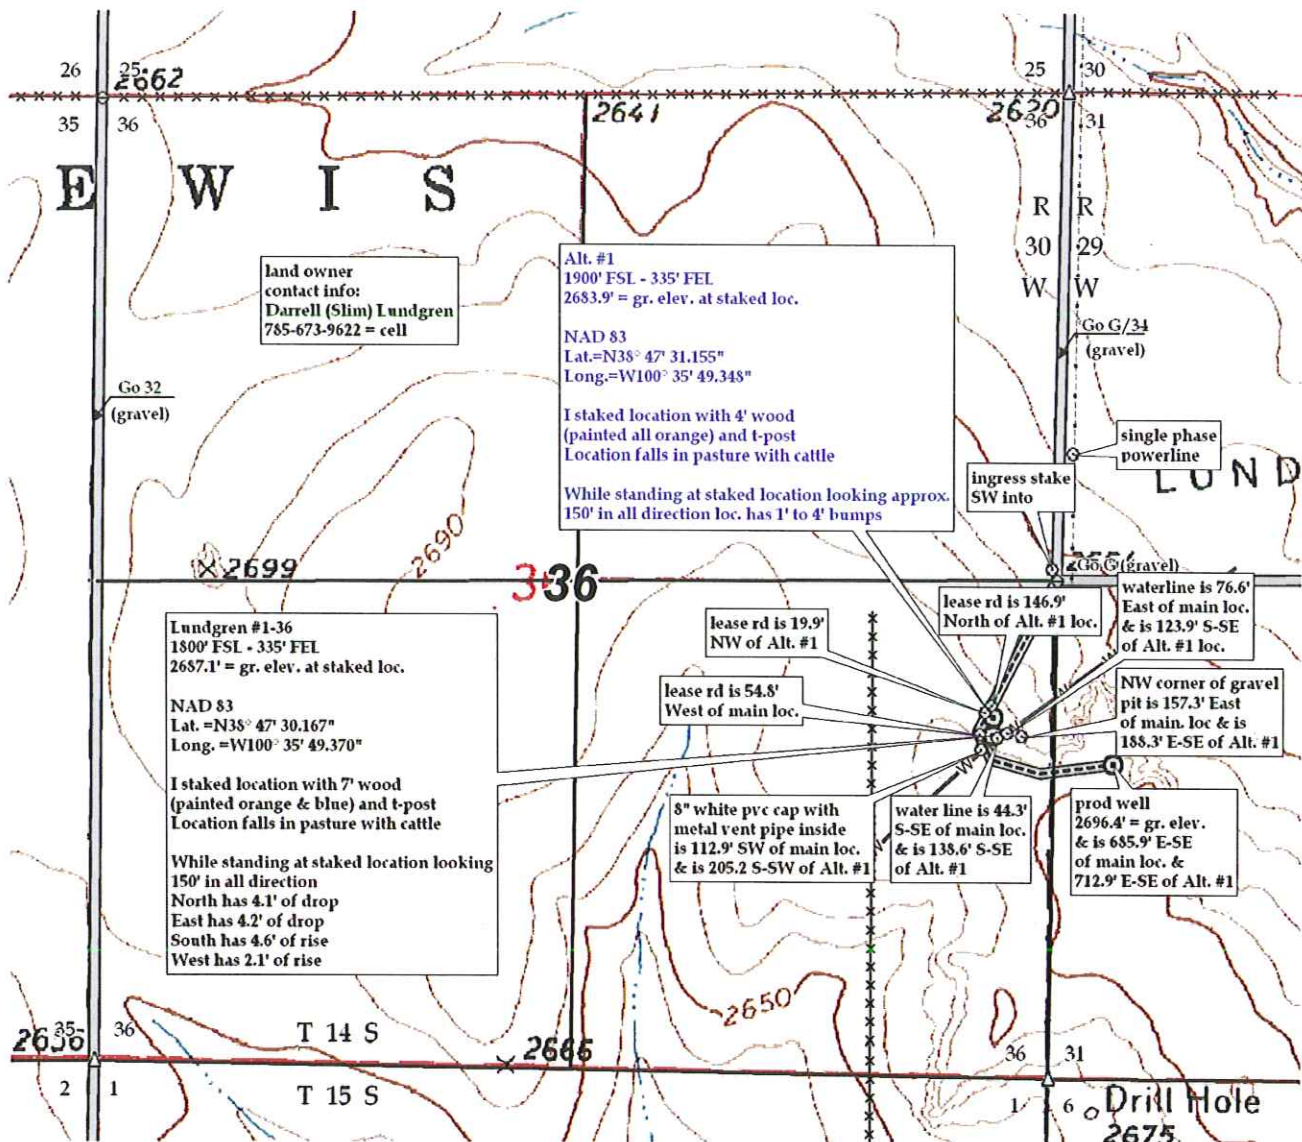 26
25
2662
25
30
35
36
2641
2620
36
31
E W I S
R R
30 29
W W
land owner
contact info:
Darrell (Slim) Lundgren
785-673-9622 = cell
Alt. #1
1900' FSL - 335' FEL
2683.9' = gr. elev. at staked loc.
NAD 83
Lat.=N38° 47' 31.155"
Long.=W100° 35' 49.348"
I staked location with 4' wood
(painted all orange) and t-post
Location falls in pasture with cattle
While standing at staked location looking approx.
150' in all direction loc. has 1' to 4' bumps
Go G/34
(gravel)
Go 32
(gravel)
single phase
powerline
LUND
ingress stake
SW into
2690
2699
36
(gravel)
Lundgren #1-36
1800' FSL - 335' FEL
2687.1' = gr. elev. at staked loc.
NAD 83
Lat. =N38° 47' 30.167"
Long. =W100° 35' 49.370"
I staked location with 7' wood
(painted orange & blue) and t-post
Location falls in pasture with cattle
While standing at staked location looking
150' in all direction
North has 4.1' of drop
East has 4.2' of drop
South has 4.6' of rise
West has 2.1' of rise
lease rd is 19.9'
NW of Alt. #1
lease rd is 146.9'
North of Alt. #1 loc.
waterline is 76.6'
East of main loc.
& is 123.9' S-SE
of Alt. #1 loc.
lease rd is 54.8'
West of main loc.
NW corner of gravel
pit is 157.3' East
of main. loc & is
188.3' E-SE of Alt. #1
W
8" white pvc cap with
metal vent pipe inside
is 112.9' SW of main loc.
& is 205.2 S-SW of Alt. #1
water line is 44.3'
S-SE of main loc.
& is 138.6' S-SE
of Alt. #1
prod well
2696.4' = gr. elev.
& is 685.9' E-SE
of main loc. &
712.9' E-SE of Alt. #1
2650
35
36
T 14 S
2666
36
31
2
1
T 15 S
1
6
Drill Hole
2675